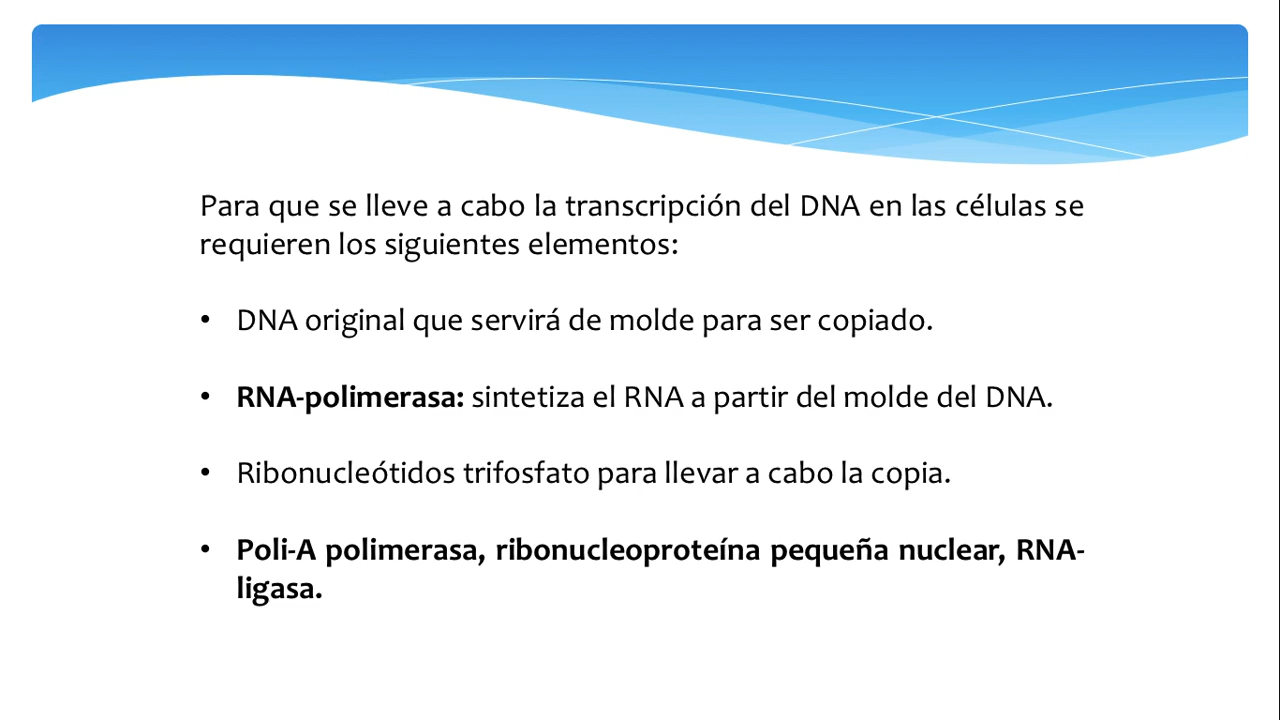 Para que se lleve a cabo la transcripción del DNA en las células se
requieren los siguientes elementos:
• DNA original que servirá de molde para ser copiado.
• RNA-polimerasa: sintetiza el RNA a partir del molde del DNA.
• Ribonucleótidos trifosfato para llevar a cabo la copia.
• Poli-A polimerasa, ribonucleoproteína pequeña nuclear, RNA-
ligasa.